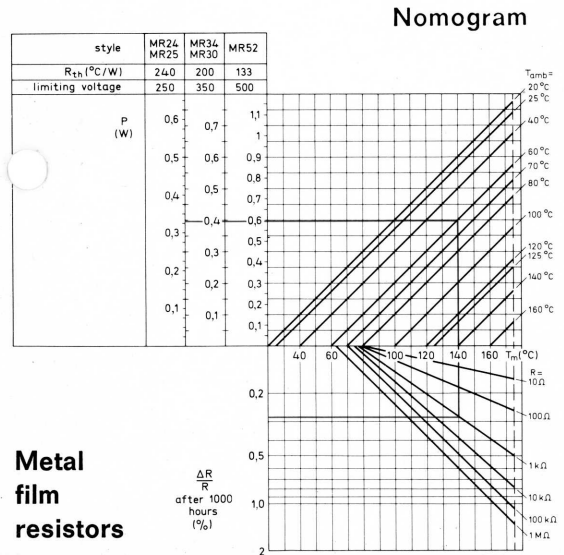 Nomogram
style MR24 MR25 MR34 MR30 MR52
Rth (°C/W) 240 200 133
limiting voltage 250 350 500
P (W)
0,6
0,5
0,4
0,3
0,2
0,1
0,7
0,6
0,5
0,4
0,3
0,2
0,1
1,1
1
0,9
0,8
0,7
0,6
0,5
0,4
0,3
0,2
0,1
Tamb=
20 °C
25 °C
40 °C
60 °C
70 °C
80 °C
100 °C
120 °C
125 °C
140 °C
160 °C
40 60 80 100 120 140 160 Tm (°C)
R=
10Ω
100Ω
1 kΩ
10 kΩ
100 kΩ
1 MΩ
0,2
0,5
1,0
2
ΔR
R
after 1000
hours
(%)
Metal
film
resistors